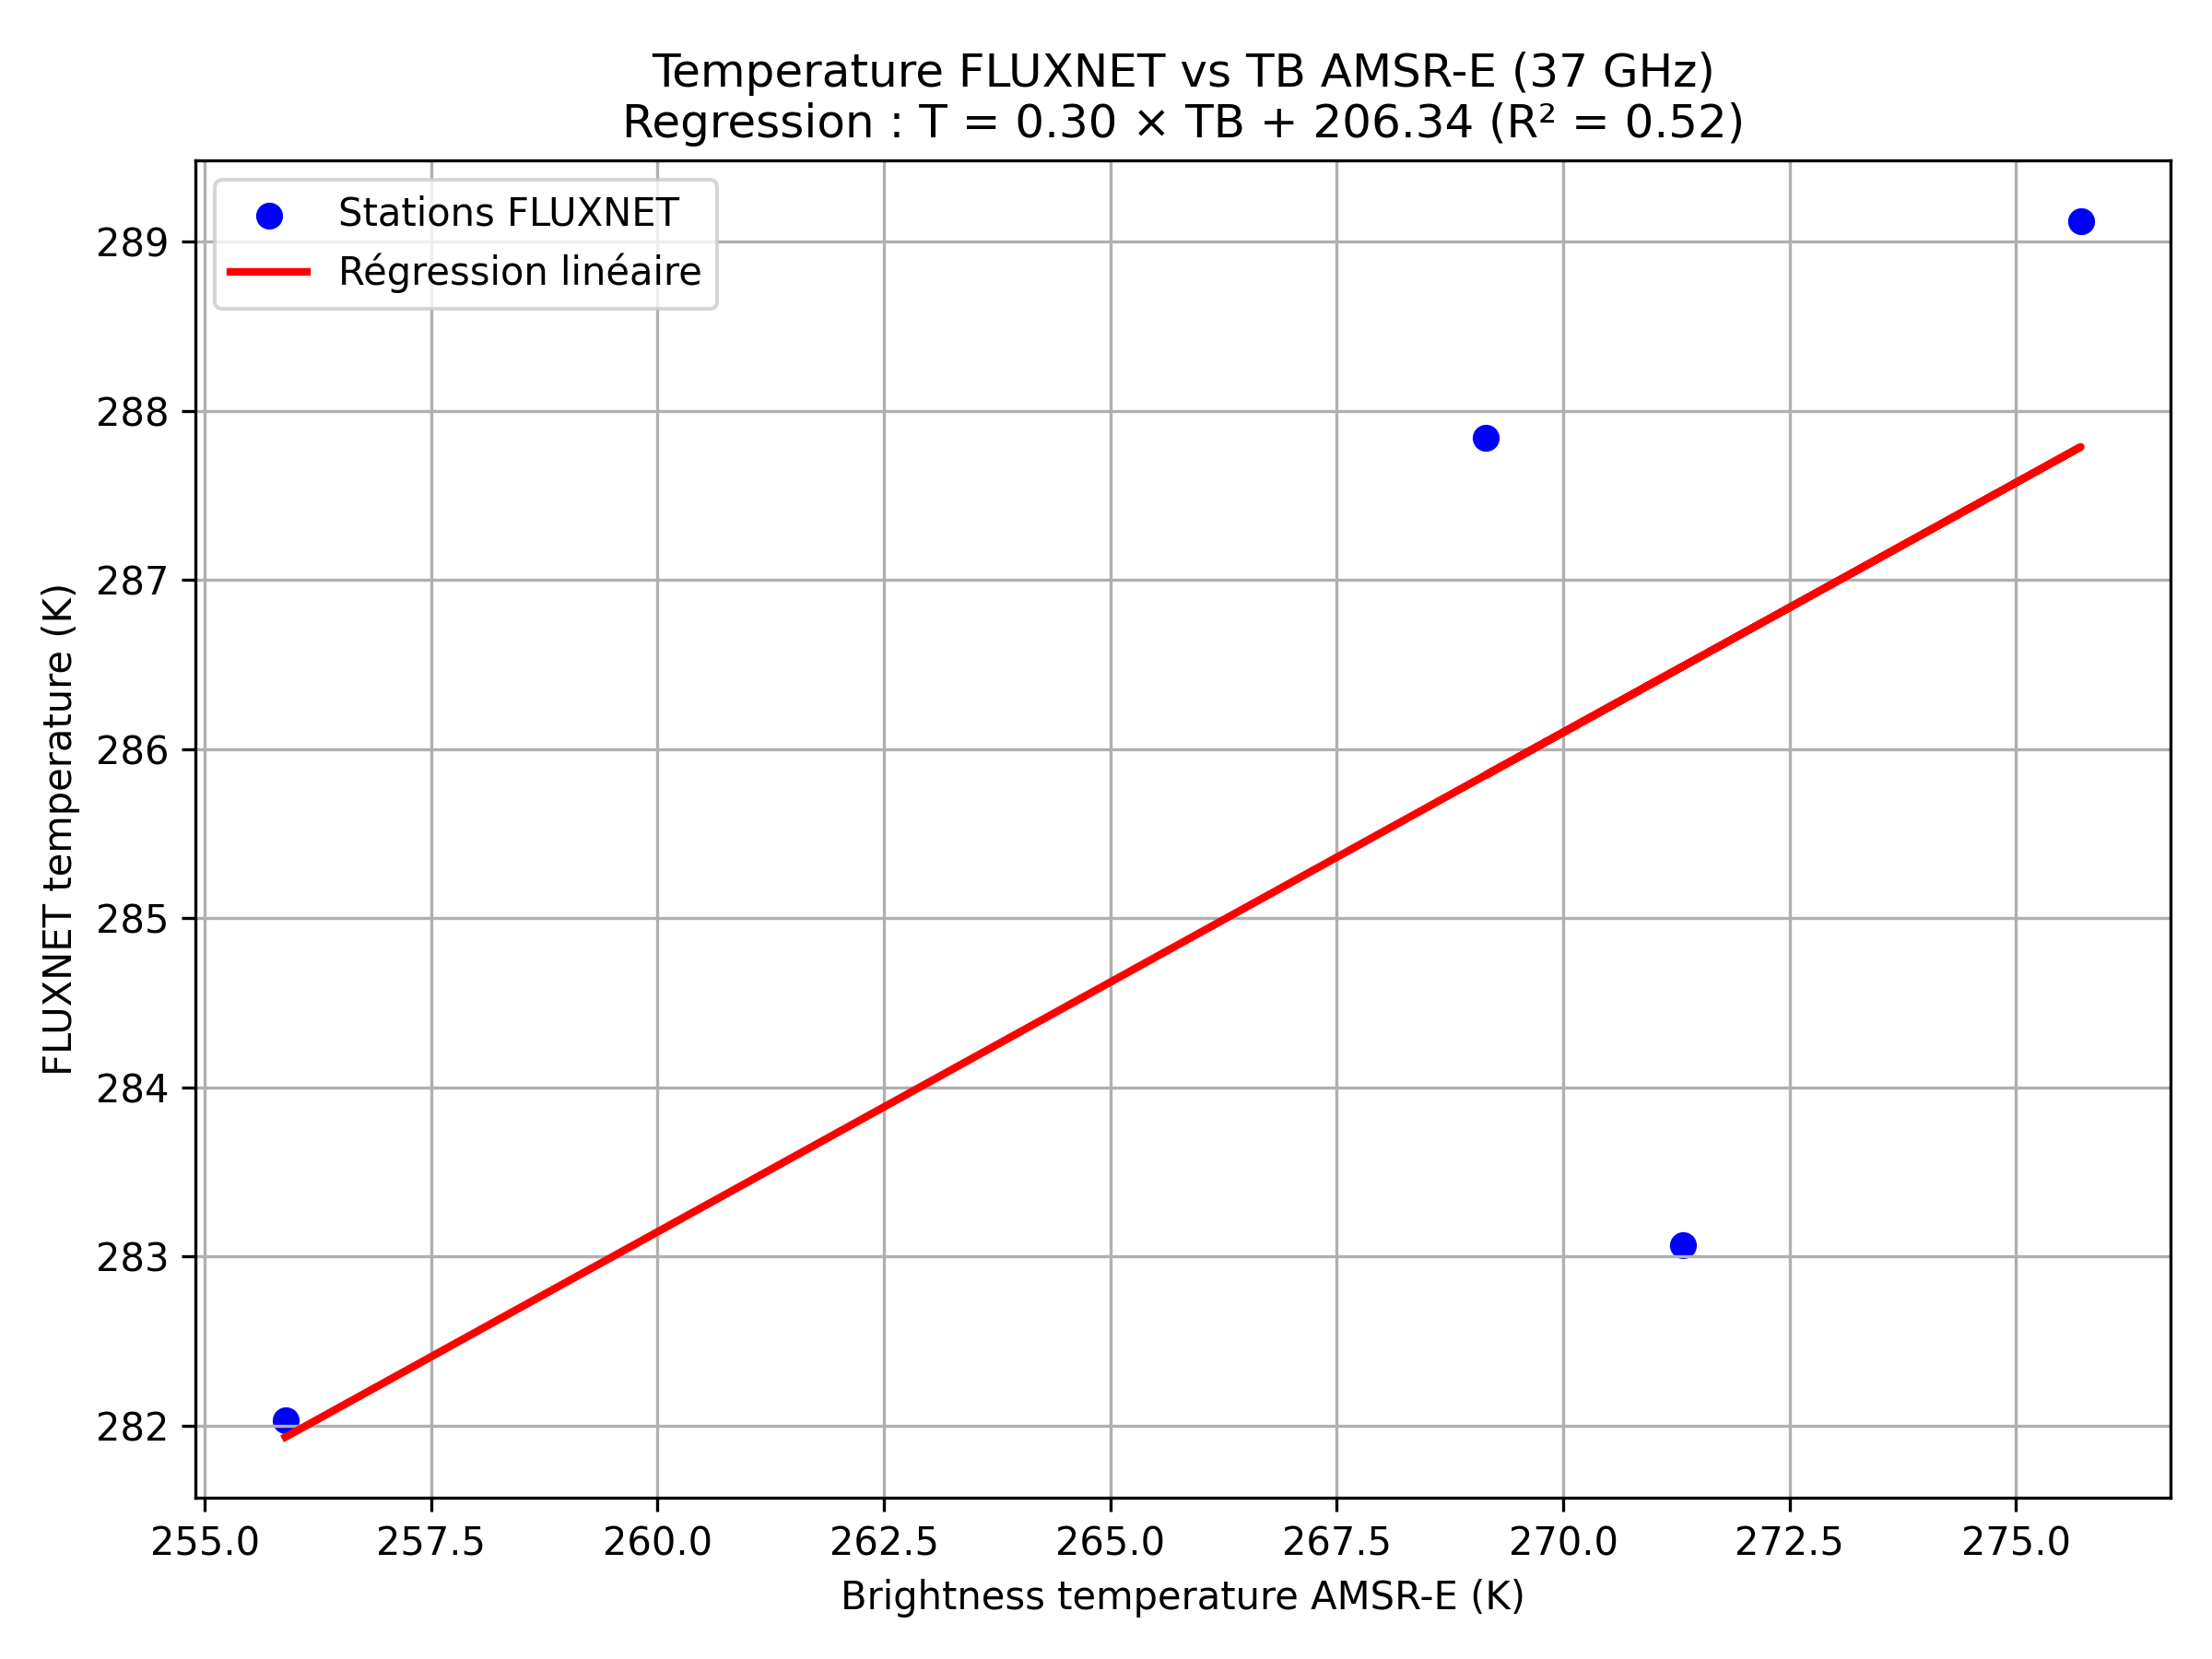 Temperature FLUXNET vs TB AMSR-E (37 GHz)
Regression : T = 0.30 × TB + 206.34 (R² = 0.52)
Stations FLUXNET
Régression linéaire
289
288
287
286
285
284
283
282
FLUXNET temperature (K)
255.0 257.5 260.0 262.5 265.0 267.5 270.0 272.5 275.0
Brightness temperature AMSR-E (K)